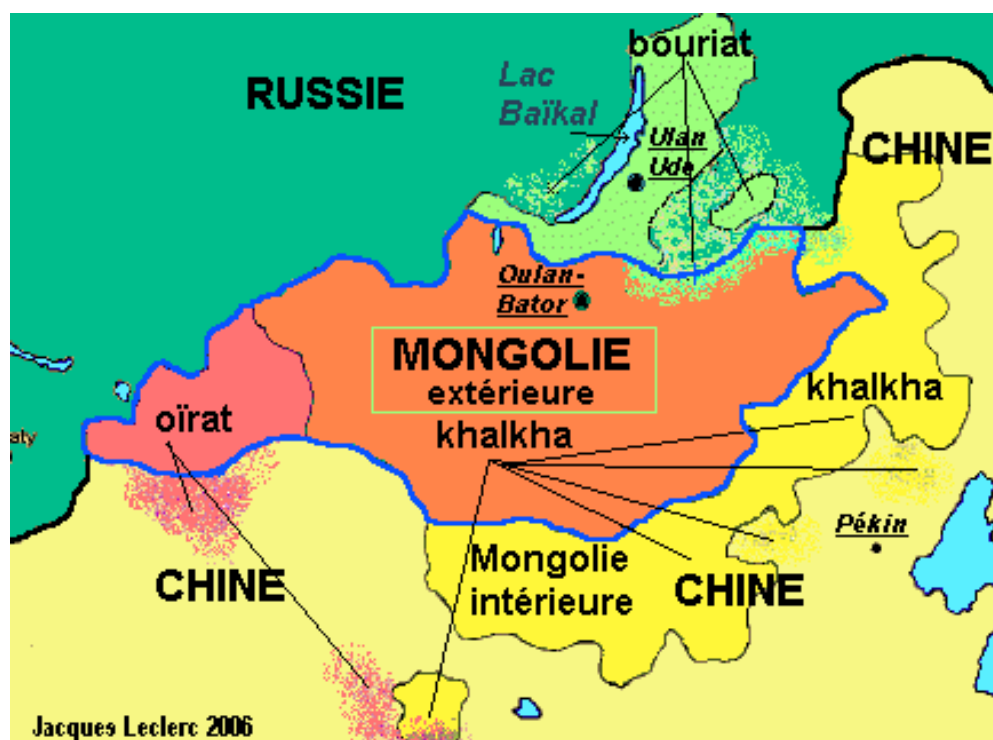 bouriat
RUSSIE
Lac
Baïkal
Ulan
Ude
CHINE
Oulan-
Bator
MONGOLIE
extérieure
khalkha
khalkha
oïrat
aty
Pékin
Mongolie
intérieure
CHINE
CHINE
Jacques Leclerc 2006